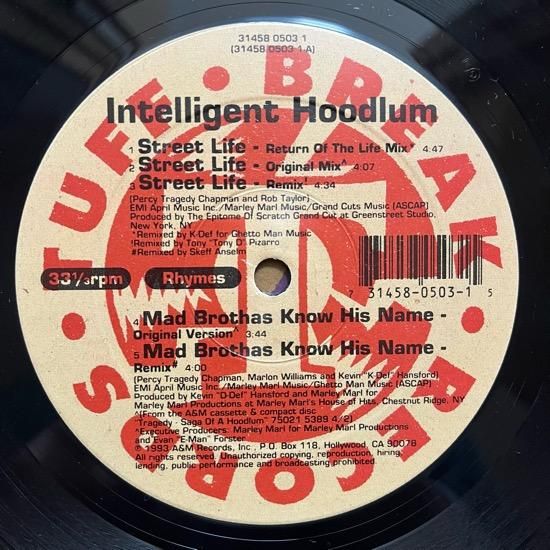 31458 0503 1
(31458 0503-1 A)
TUFF • BREAK • RECORDS •
Intelligent Hoodlum
1 Street Life - Return Of The Life Mix* 4:47
2 Street Life - Original Mix^ 4:07
3 Street Life - Remix! 4:34
(Percy Tragedy Chapman and Rob Taylor)
EMI April Music Inc./Marley Marl Music/Grand Cuts Music (ASCAP)
Produced by The Epitome Of Scratch Grand Cut at Greenstreet Studio,
New York, NY
*Remixed by K-Def for Ghetto Man Music
!Remixed by Tony "Tony D" Pizarro
#Remixed by Skeff Anselm
33 1/3 rpm Rhymes
7 31458-0503-1 5
4 Mad Brothas Know His Name -
Original Version^ 3:44
5 Mad Brothas Know His Name -
Remix# 4:00
(Percy Tragedy Chapman, Marlon Williams and Kevin "K-Def" Hansford)
EMI April Music Inc./Marley Marl Music/Ghetto Man Music (ASCAP)
Produced by Kevin "D-Def" Hansford and Marley Marl for
Marley Marl Productions at Marley Marl's House of Hits, Chestnut Ridge, NY
^(From the A&M cassette & compact disc
"Tragedy - Saga Of A Hoodlum" 75021 5389 4/2)
^Executive Producers: Marley Marl for Marley Marl Productions
and Evan "E-Man" Forster
℗ 1993 A&M Records, Inc., P.O. Box 118, Hollywood, CA 90078
All rights reserved. Unauthorized copying, reproduction, hiring,
lending, public performance and broadcasting prohibited.